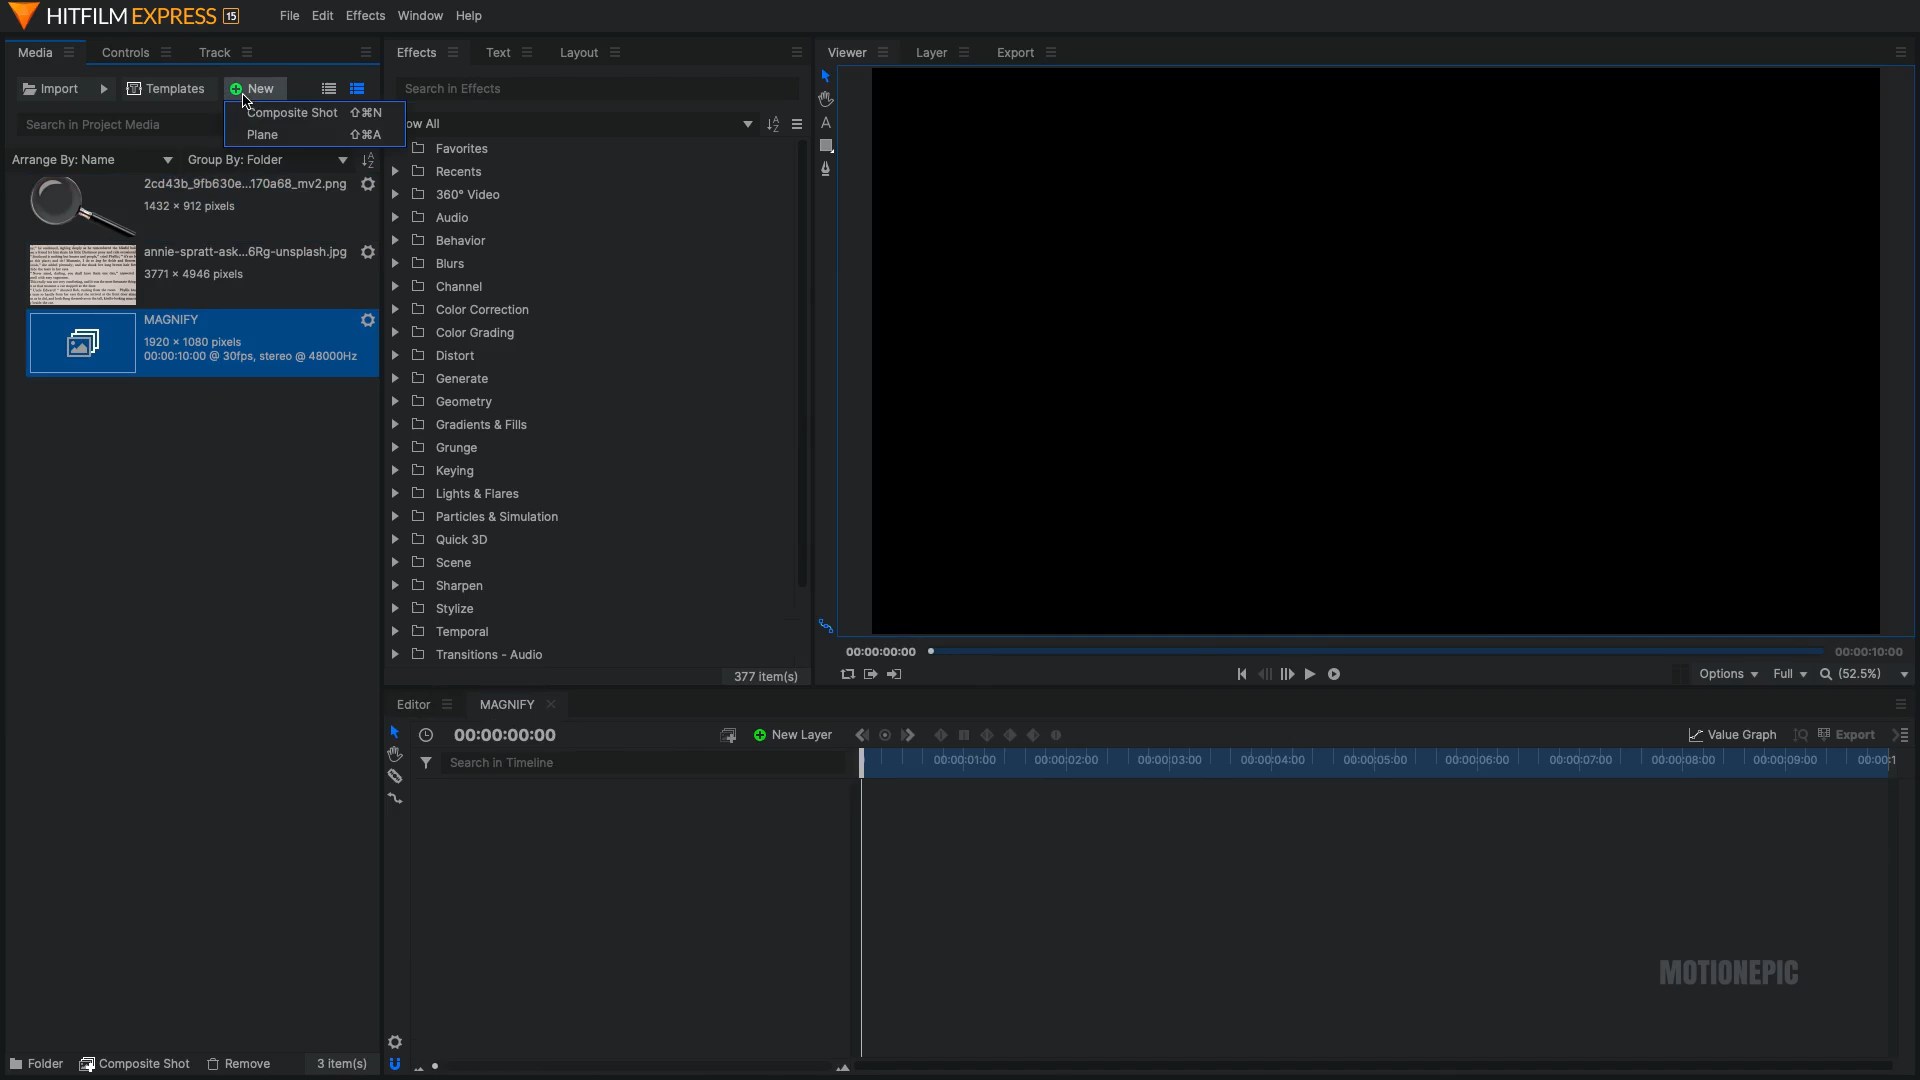 HITFILM EXPRESS 15
File Edit Effects Window Help
Media Controls Track
Effects Text Layout
Viewer Layer Export
Import Templates New
Search in Effects
Composite Shot ⇧⌘N
Plane ⇧⌘A
Search in Project Media
ow All
Arrange By: Name Group By: Folder
2cd43b_9fb630e...170a68_mv2.png
1432 × 912 pixels
annie-spratt-ask...6Rg-unsplash.jpg
3771 × 4946 pixels
MAGNIFY
1920 × 1080 pixels
00:00:10:00 @ 30fps, stereo @ 48000Hz
Favorites
Recents
360° Video
Audio
Behavior
Blurs
Channel
Color Correction
Color Grading
Distort
Generate
Geometry
Gradients & Fills
Grunge
Keying
Lights & Flares
Particles & Simulation
Quick 3D
Scene
Sharpen
Stylize
Temporal
Transitions - Audio
377 item(s)
A
00:00:00:00 00:00:10:00
Options Full (52.5%)
Editor MAGNIFY
00:00:00:00 New Layer Value Graph Export
Search in Timeline
00:00:01:00 00:00:02:00 00:00:03:00 00:00:04:00 00:00:05:00 00:00:06:00 00:00:07:00 00:00:08:00 00:00:09:00 00:00:1
MOTIONEPIC
Folder Composite Shot Remove 3 item(s)